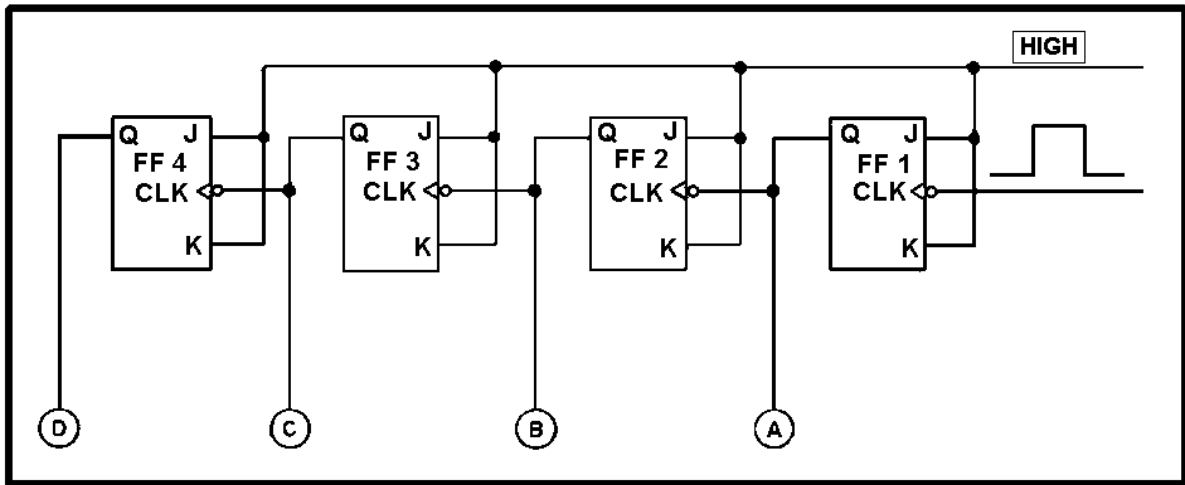 HIGH
Q J Q J Q J Q J
FF 4 FF 3 FF 2 FF 1
CLK CLK CLK CLK
K K K K
D C B A